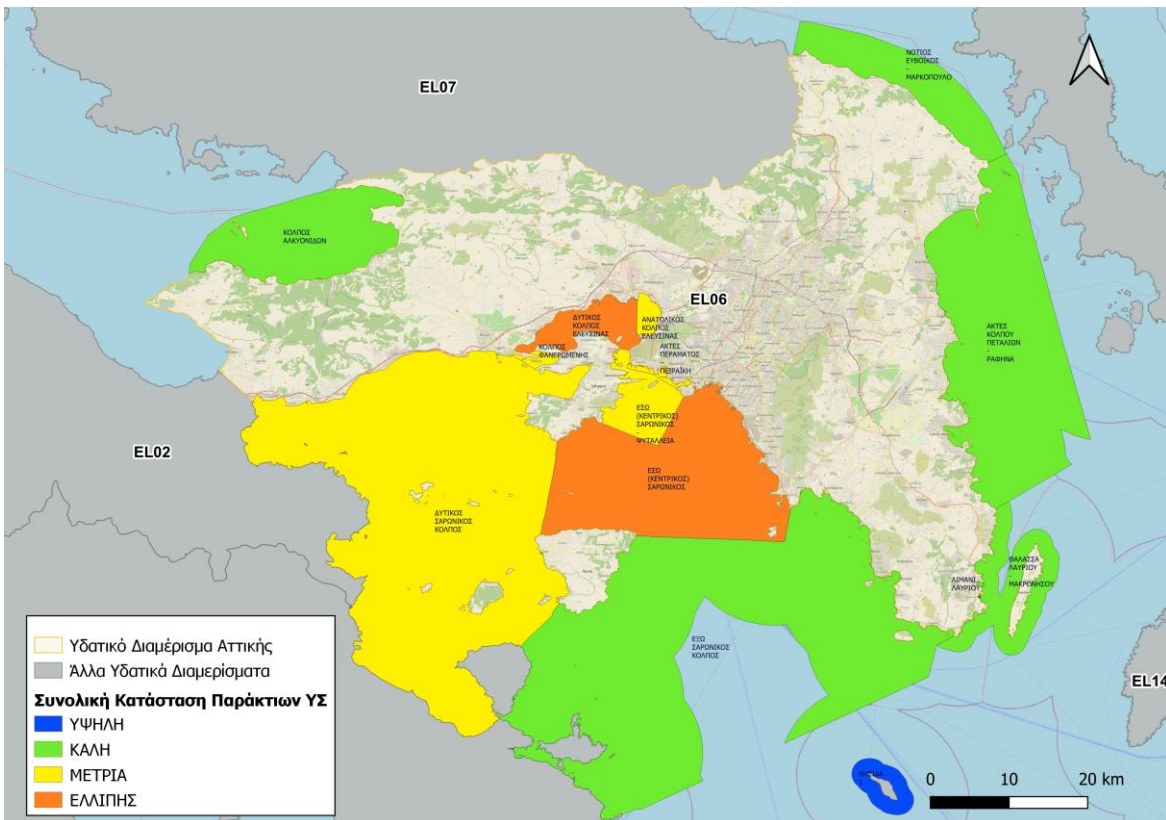 ΝΟΤΙΟΣ
ΕΥΒΟΪΚΟΣ
-
ΜΑΡΚΟΠΟΥΛΟ
EL07
ΚΟΛΠΟΣ
ΑΛΚΥΟΝΙΔΩΝ
EL06
ΔΥΤΙΚΟΣ
ΚΟΛΠΟΣ
ΕΛΕΥΣΙΝΑΣ
ΑΝΑΤΟΛΙΚΟΣ
ΚΟΛΠΟΣ
ΕΛΕΥΣΙΝΑΣ
ΚΟΛΠΟΣ
ΦΑΝΕΡΩΜΕΝΗΣ
ΑΚΤΕΣ
ΠΕΡΑΜΑΤΟΣ
-
ΠΕΙΡΑΪΚΗ
ΑΚΤΕΣ
ΚΟΛΠΟΥ
ΠΕΤΑΛΙΩΝ
-
ΡΑΦΗΝΑ
ΕΣΩ
(ΚΕΝΤΡΙΚΟΣ)
ΣΑΡΩΝΙΚΟΣ
-
ΨΥΤΑΛΛΕΙΑ
EL02
ΕΣΩ
(ΚΕΝΤΡΙΚΟΣ)
ΣΑΡΩΝΙΚΟΣ
ΔΥΤΙΚΟΣ
ΣΑΡΩΝΙΚΟΣ
ΚΟΛΠΟΣ
ΘΑΛΑΣΣΑ
ΛΑΥΡΙΟΥ
-
ΜΑΚΡΟΝΗΣΟΥ
ΛΙΜΑΝΙ
ΛΑΥΡΙΟΥ
ΕΞΩ
ΣΑΡΩΝΙΚΟΣ
ΚΟΛΠΟΣ
EL14
Υδατικό Διαμέρισμα Αττικής
Άλλα Υδατικά Διαμερίσματα
Συνολική Κατάσταση Παράκτιων ΥΣ
ΥΨΗΛΗ
ΚΑΛΗ
ΜΕΤΡΙΑ
ΕΛΛΙΠΗΣ
0 10 20 km